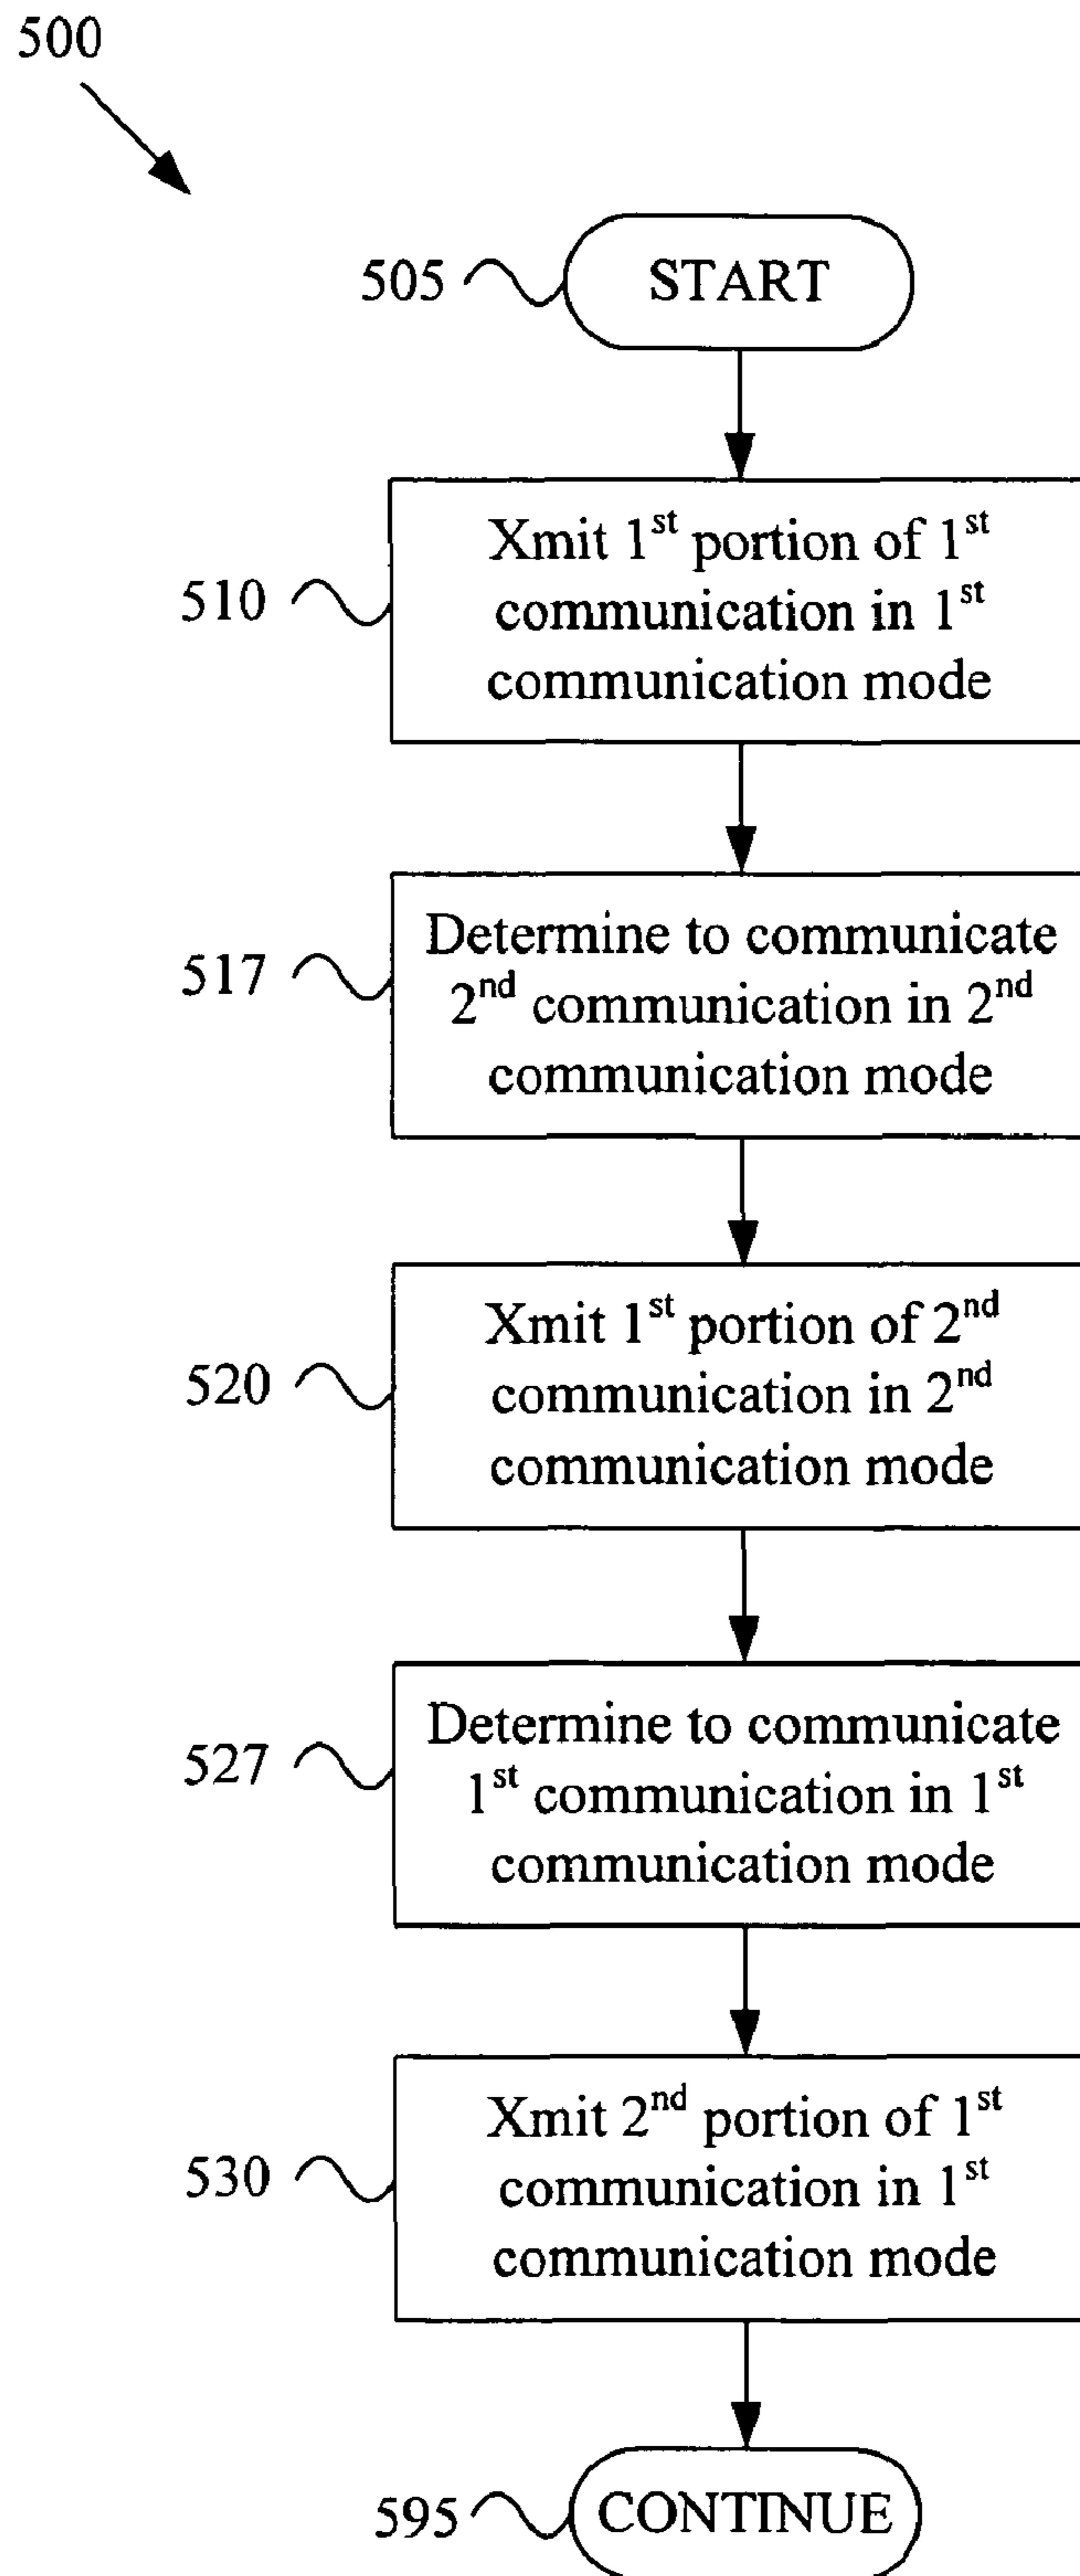 500
505
START
510
Xmit 1st portion of 1st
communication in 1st
communication mode
517
Determine to communicate
2nd communication in 2nd
communication mode
520
Xmit 1st portion of 2nd
communication in 2nd
communication mode
527
Determine to communicate
1st communication in 1st
communication mode
530
Xmit 2nd portion of 1st
communication in 1st
communication mode
595
CONTINUE